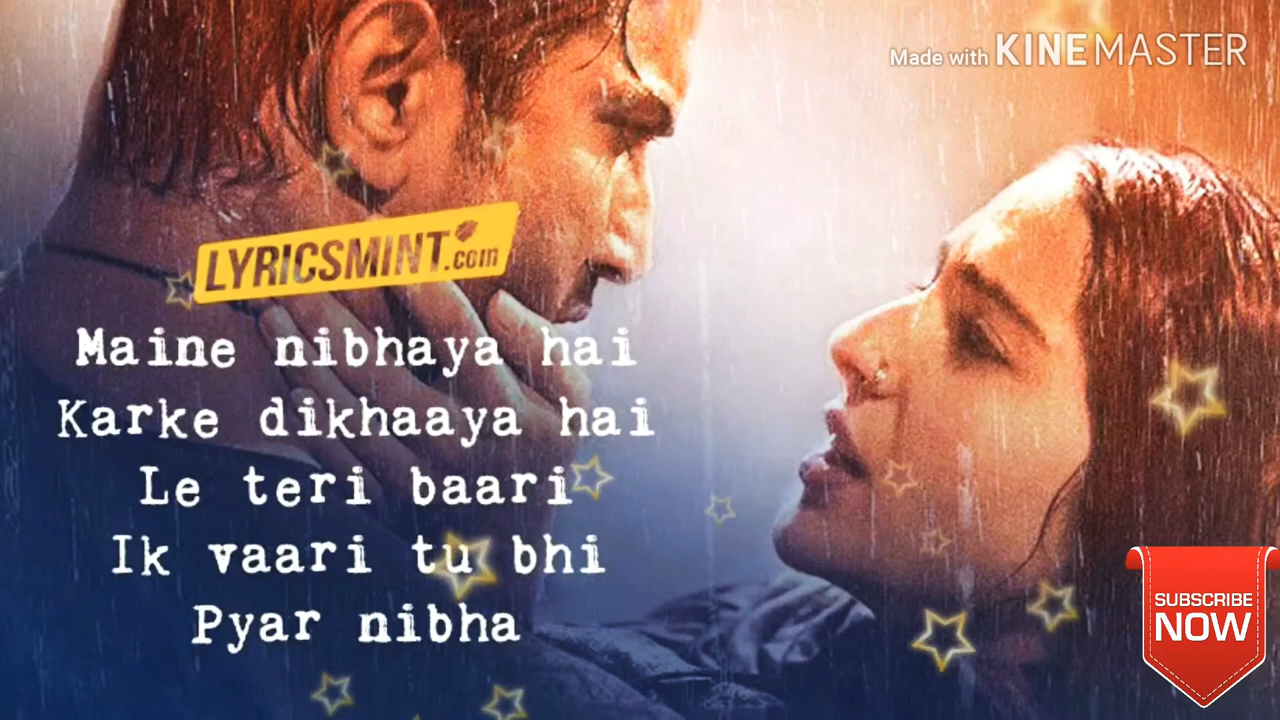 Made with KINEMASTER
LYRICSMINT.com
Maine nibhaya hai
Karke dikhaaya hai
Le teri baari
Ik vaari tu bhi
Pyar nibha
SUBSCRIBE
NOW